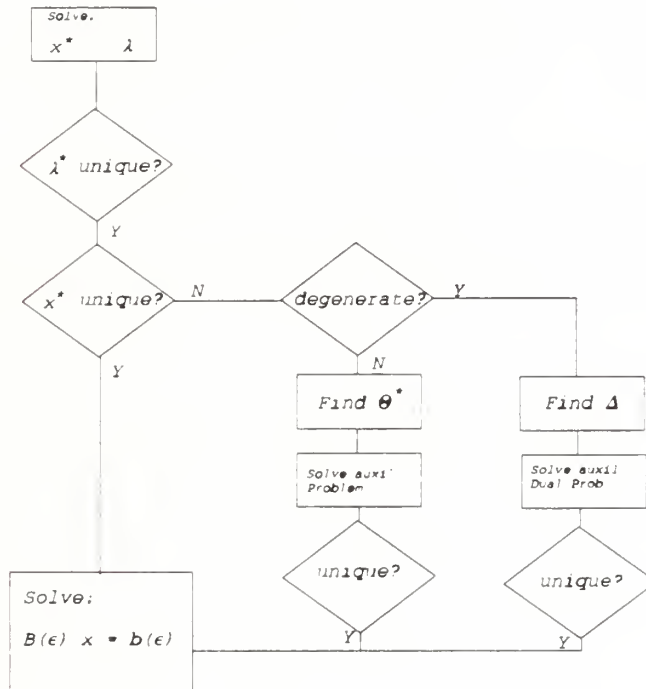 Solve.
x* λ
λ* unique?
Y
x* unique?
N
degenerate?
Y
Y
N
Find Θ*
Find Δ
Solve auxil
Problem
Solve auxil
Dual Prob
unique?
unique?
Solve:
B(ϵ) x = b(ϵ)
Y
Y